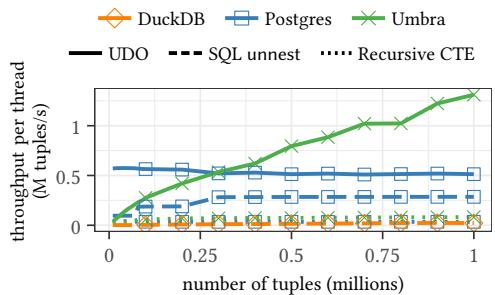 DuckDB Postgres Umbra
UDO SQL unnest Recursive CTE
throughput per thread
(M tuples/s)
1
0.5
0
0 0.25 0.5 0.75 1
number of tuples (millions)